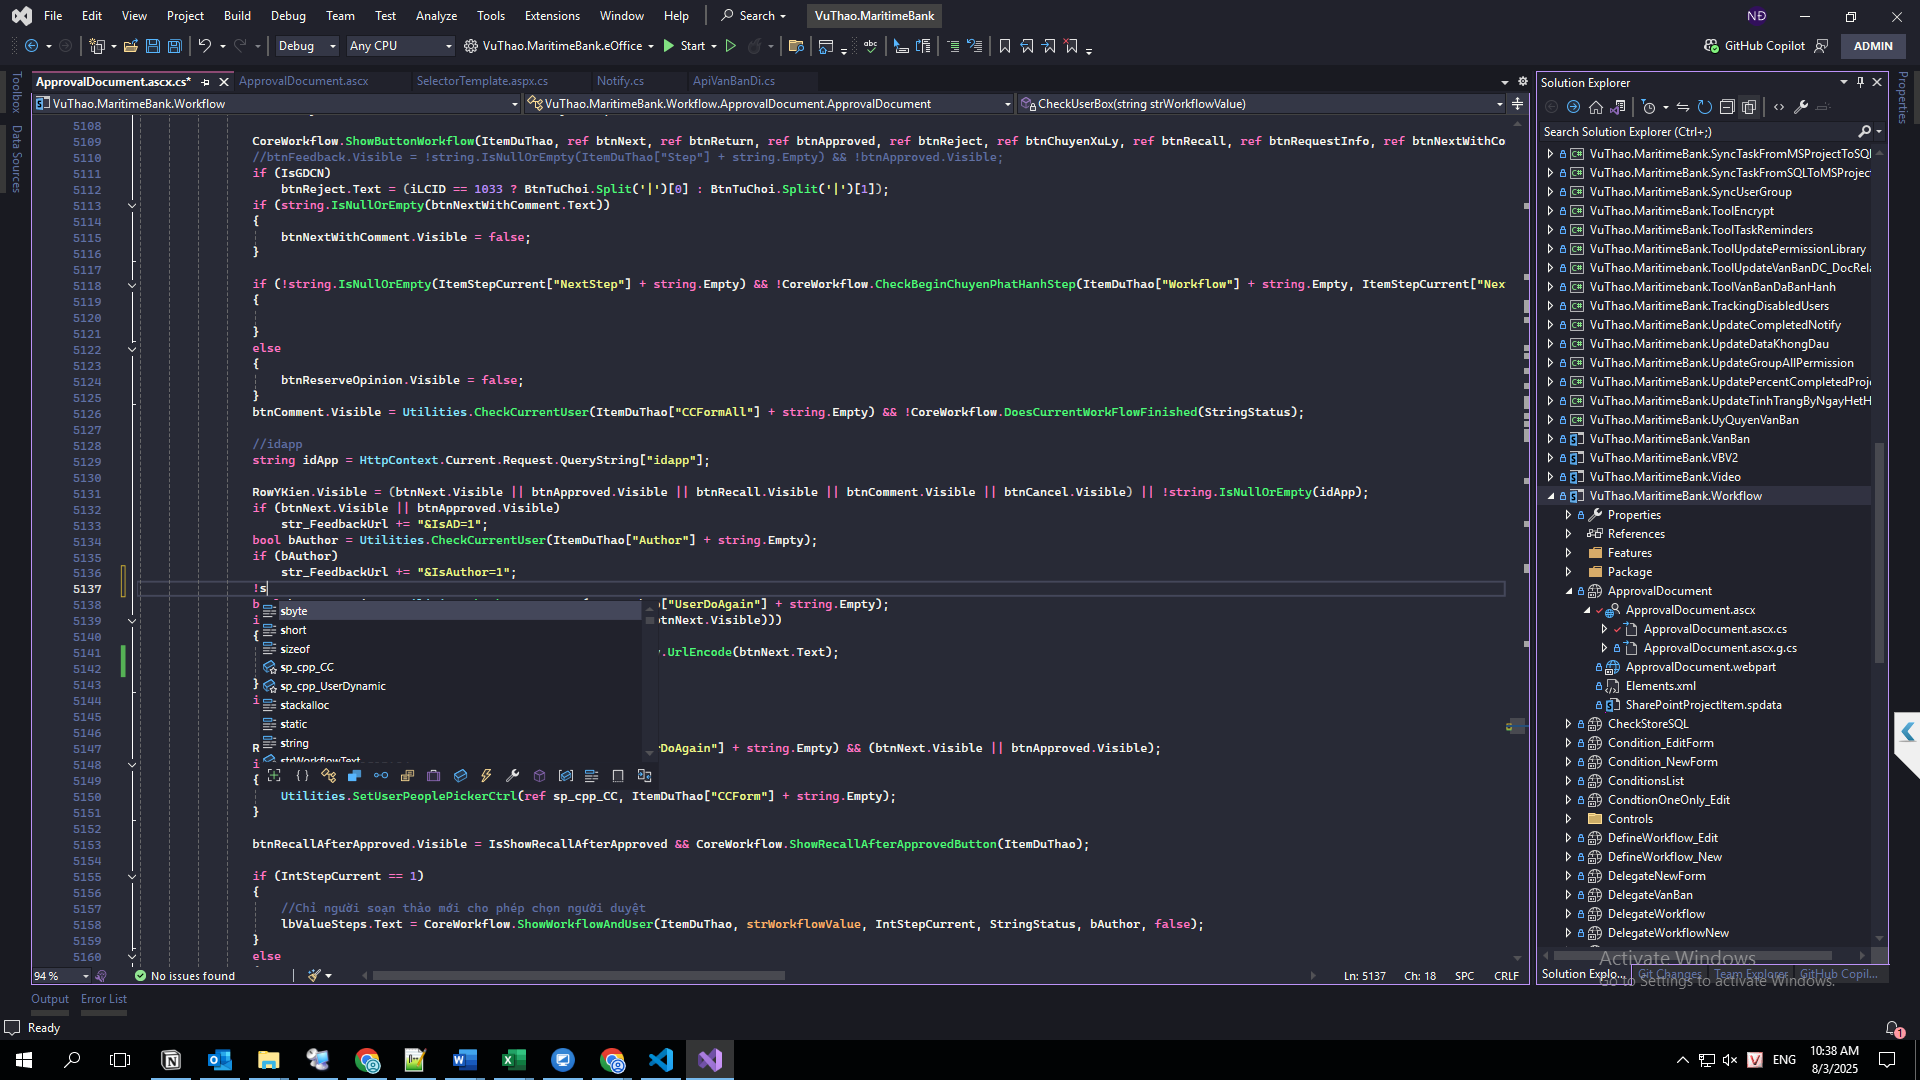 File Edit View Project Build Debug Team Test Analyze Tools Extensions Window Help Search VuThao.MaritimeBank NĐ
Debug Any CPU VuThao.MaritimeBank.eOffice Start GitHub Copilot ADMIN
ApprovalDocument.ascx.cs* ApprovalDocument.ascx SelectorTemplate.aspx.cs Notify.cs ApiVanBanDi.cs
VuThao.MaritimeBank.Workflow VuThao.MaritimeBank.Workflow.ApprovalDocument.ApprovalDocument CheckUserBox(string strWorkflowValue)
Toolbox
Data Sources
5108
5109 CoreWorkflow.ShowButtonWorkflow(ItemDuThao, ref btnNext, ref btnReturn, ref btnApproved, ref btnReject, ref btnChuyenXuLy, ref btnRecall, ref btnRequestInfo, ref btnNextWithCo
5110 //btnFeedback.Visible = !string.IsNullOrEmpty(ItemDuThao["Step"] + string.Empty) && !btnApproved.Visible;
5111 if (IsGDCN)
5112 btnReject.Text = (iLCID == 1033 ? BtnTuChoi.Split('|')[0] : BtnTuChoi.Split('|')[1]);
5113 if (string.IsNullOrEmpty(btnNextWithComment.Text))
5114 {
5115 btnNextWithComment.Visible = false;
5116 }
5117
5118 if (!string.IsNullOrEmpty(ItemStepCurrent["NextStep"] + string.Empty) && !CoreWorkflow.CheckBeginChuyenPhatHanhStep(ItemDuThao["Workflow"] + string.Empty, ItemStepCurrent["Nex
5119 {
5120
5121 }
5122 else
5123 {
5124 btnReserveOpinion.Visible = false;
5125 }
5126 btnComment.Visible = Utilities.CheckCurrentUser(ItemDuThao["CCFormAll"] + string.Empty) && !CoreWorkflow.DoesCurrentWorkFlowFinished(StringStatus);
5127
5128 //idapp
5129 string idApp = HttpContext.Current.Request.QueryString["idapp"];
5130
5131 RowYKien.Visible = (btnNext.Visible || btnApproved.Visible || btnRecall.Visible || btnComment.Visible || btnCancel.Visible) || !string.IsNullOrEmpty(idApp);
5132 if (btnNext.Visible || btnApproved.Visible)
5133 str_FeedbackUrl += "&IsAD=1";
5134 bool bAuthor = Utilities.CheckCurrentUser(ItemDuThao["Author"] + string.Empty);
5135 if (bAuthor)
5136 str_FeedbackUrl += "&IsAuthor=1";
5137 !s
5138 b ["UserDoAgain"] + string.Empty);
5139 i tnNext.Visible)))
5140 {
5141 .UrlEncode(btnNext.Text);
5142
5143 }
5144 i
5145
5146
5147 R DoAgain"] + string.Empty) && (btnNext.Visible || btnApproved.Visible);
5148 i
5149 {
5150 Utilities.SetUserPeoplePickerCtrl(ref sp_cpp_CC, ItemDuThao["CCForm"] + string.Empty);
5151 }
5152
5153 btnRecallAfterApproved.Visible = IsShowRecallAfterApproved && CoreWorkflow.ShowRecallAfterApprovedButton(ItemDuThao);
5154
5155 if (IntStepCurrent == 1)
5156 {
5157 //Chỉ người soạn thảo mới cho phép chọn người duyệt
5158 lbValueSteps.Text = CoreWorkflow.ShowWorkflowAndUser(ItemDuThao, strWorkflowValue, IntStepCurrent, StringStatus, bAuthor, false);
5159 }
5160 else
sbyte
short
sizeof
sp_cpp_CC
sp_cpp_UserDynamic
stackalloc
static
string
strWorkflowText
94 % No issues found Ln: 5137 Ch: 18 SPC CRLF
Solution Explorer
Search Solution Explorer (Ctrl+;)
VuThao.MaritimeBank.SyncTaskFromMSProjectToSQL
VuThao.MaritimeBank.SyncTaskFromSQLToMSProject
VuThao.MaritimeBank.SyncUserGroup
VuThao.MaritimeBank.ToolEncrypt
VuThao.MaritimeBank.ToolTaskReminders
VuThao.MaritimeBank.ToolUpdatePermissionLibrary
VuThao.MaritimeBank.ToolUpdateVanBanDC_DocRela
VuThao.MaritimeBank.ToolVanBanDaBanHanh
VuThao.MaritimeBank.TrackingDisabledUsers
VuThao.MaritimeBank.UpdateCompletedNotify
VuThao.MaritimeBank.UpdateDataKhongDau
VuThao.Maritimebank.UpdateGroupAllPermission
VuThao.MaritimeBank.UpdatePercentCompletedProj
VuThao.MaritimeBank.UpdateTinhTrangByNgayHetH
VuThao.MaritimeBank.UyQuyenVanBan
VuThao.MaritimeBank.VanBan
VuThao.MaritimeBank.VBV2
VuThao.MaritimeBank.Video
VuThao.MaritimeBank.Workflow
Properties
References
Features
Package
ApprovalDocument
ApprovalDocument.ascx
ApprovalDocument.ascx.cs
ApprovalDocument.ascx.g.cs
ApprovalDocument.webpart
Elements.xml
SharePointProjectItem.spdata
CheckStoreSQL
Condition_EditForm
Condition_NewForm
ConditionsList
CondtionOneOnly_Edit
Controls
DefineWorkflow_Edit
DefineWorkflow_New
DelegateNewForm
DelegateVanBan
DelegateWorkflow
DelegateWorkflowNew
Solution Explo... Git Changes Team Explorer GitHub Copil...
Properties
Activate Windows
Go to Settings to activate Windows.
Output Error List
Ready 1
ENG 10:38 AM
8/3/2025